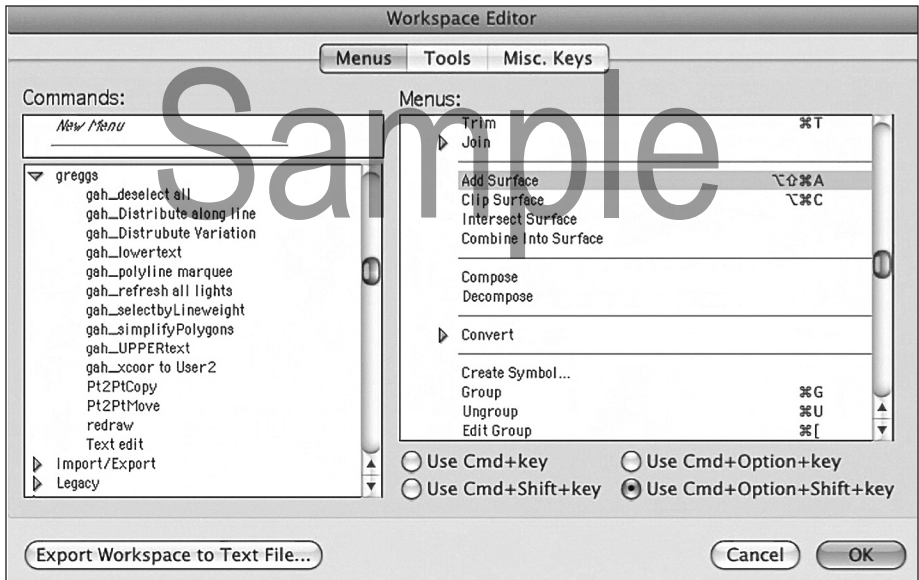 Workspace Editor
Menus Tools Misc. Keys
Commands:
New Menu
greggs
gah_deselect all
gah_Distribute along line
gah_Distrubute Variation
gah_lowertext
gah_polyline marquee
gah_refresh all lights
gah_selectbyLineweight
gah_simplifyPolygons
gah_UPPERtext
gah_xcoor to User2
Pt2PtCopy
Pt2PtMove
redraw
Text edit
Import/Export
Legacy
Menus:
Trim ⌘T
Join
Add Surface ⌥⇧⌘A
Clip Surface ⌥⌘C
Intersect Surface
Combine Into Surface
Compose
Decompose
Convert
Create Symbol...
Group ⌘G
Ungroup ⌘U
Edit Group ⌘[
Use Cmd+key Use Cmd+Option+key
Use Cmd+Shift+key Use Cmd+Option+Shift+key
Export Workspace to Text File... Cancel OK
Sample